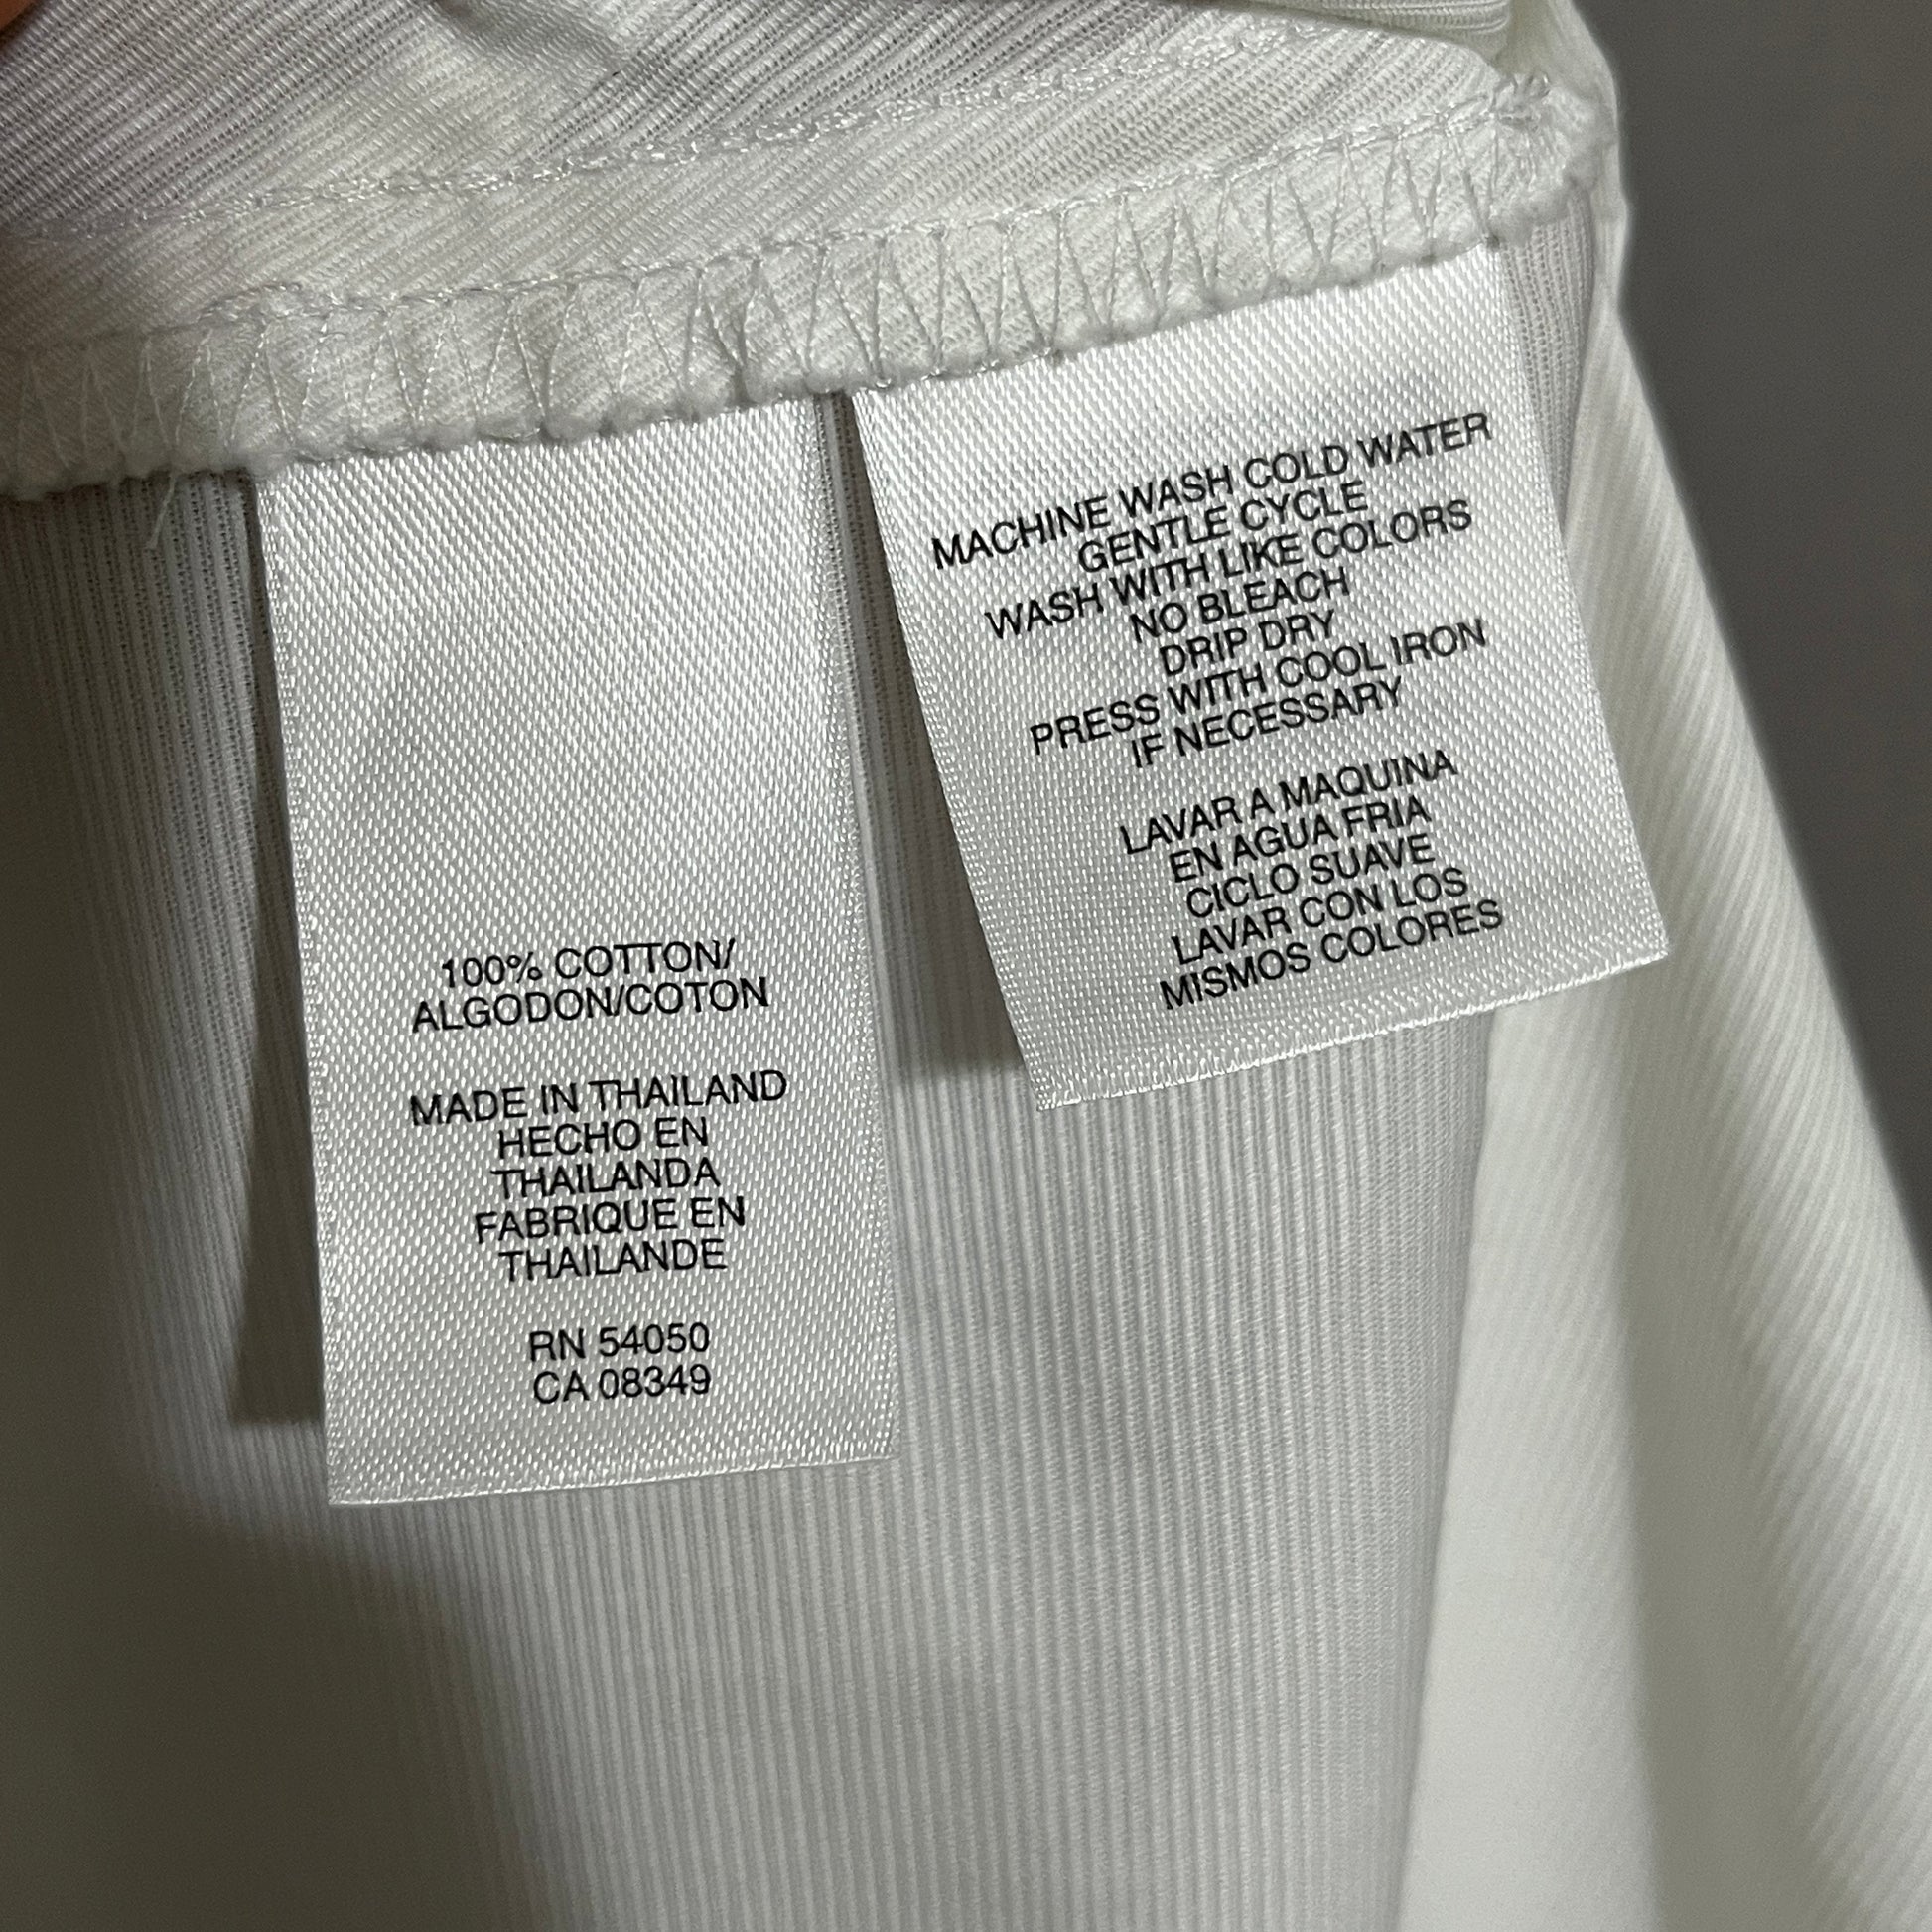 100% COTTON/
ALGODON/COTON
MADE IN THAILAND
HECHO EN
THAILANDA
FABRIQUE EN
THAILANDE
RN 54050
CA 08349
MACHINE WASH COLD WATER
GENTLE CYCLE
WASH WITH LIKE COLORS
NO BLEACH
DRIP DRY
PRESS WITH COOL IRON
IF NECESSARY
LAVAR A MAQUINA
EN AGUA FRIA
CICLO SUAVE
LAVAR CON LOS
MISMOS COLORES